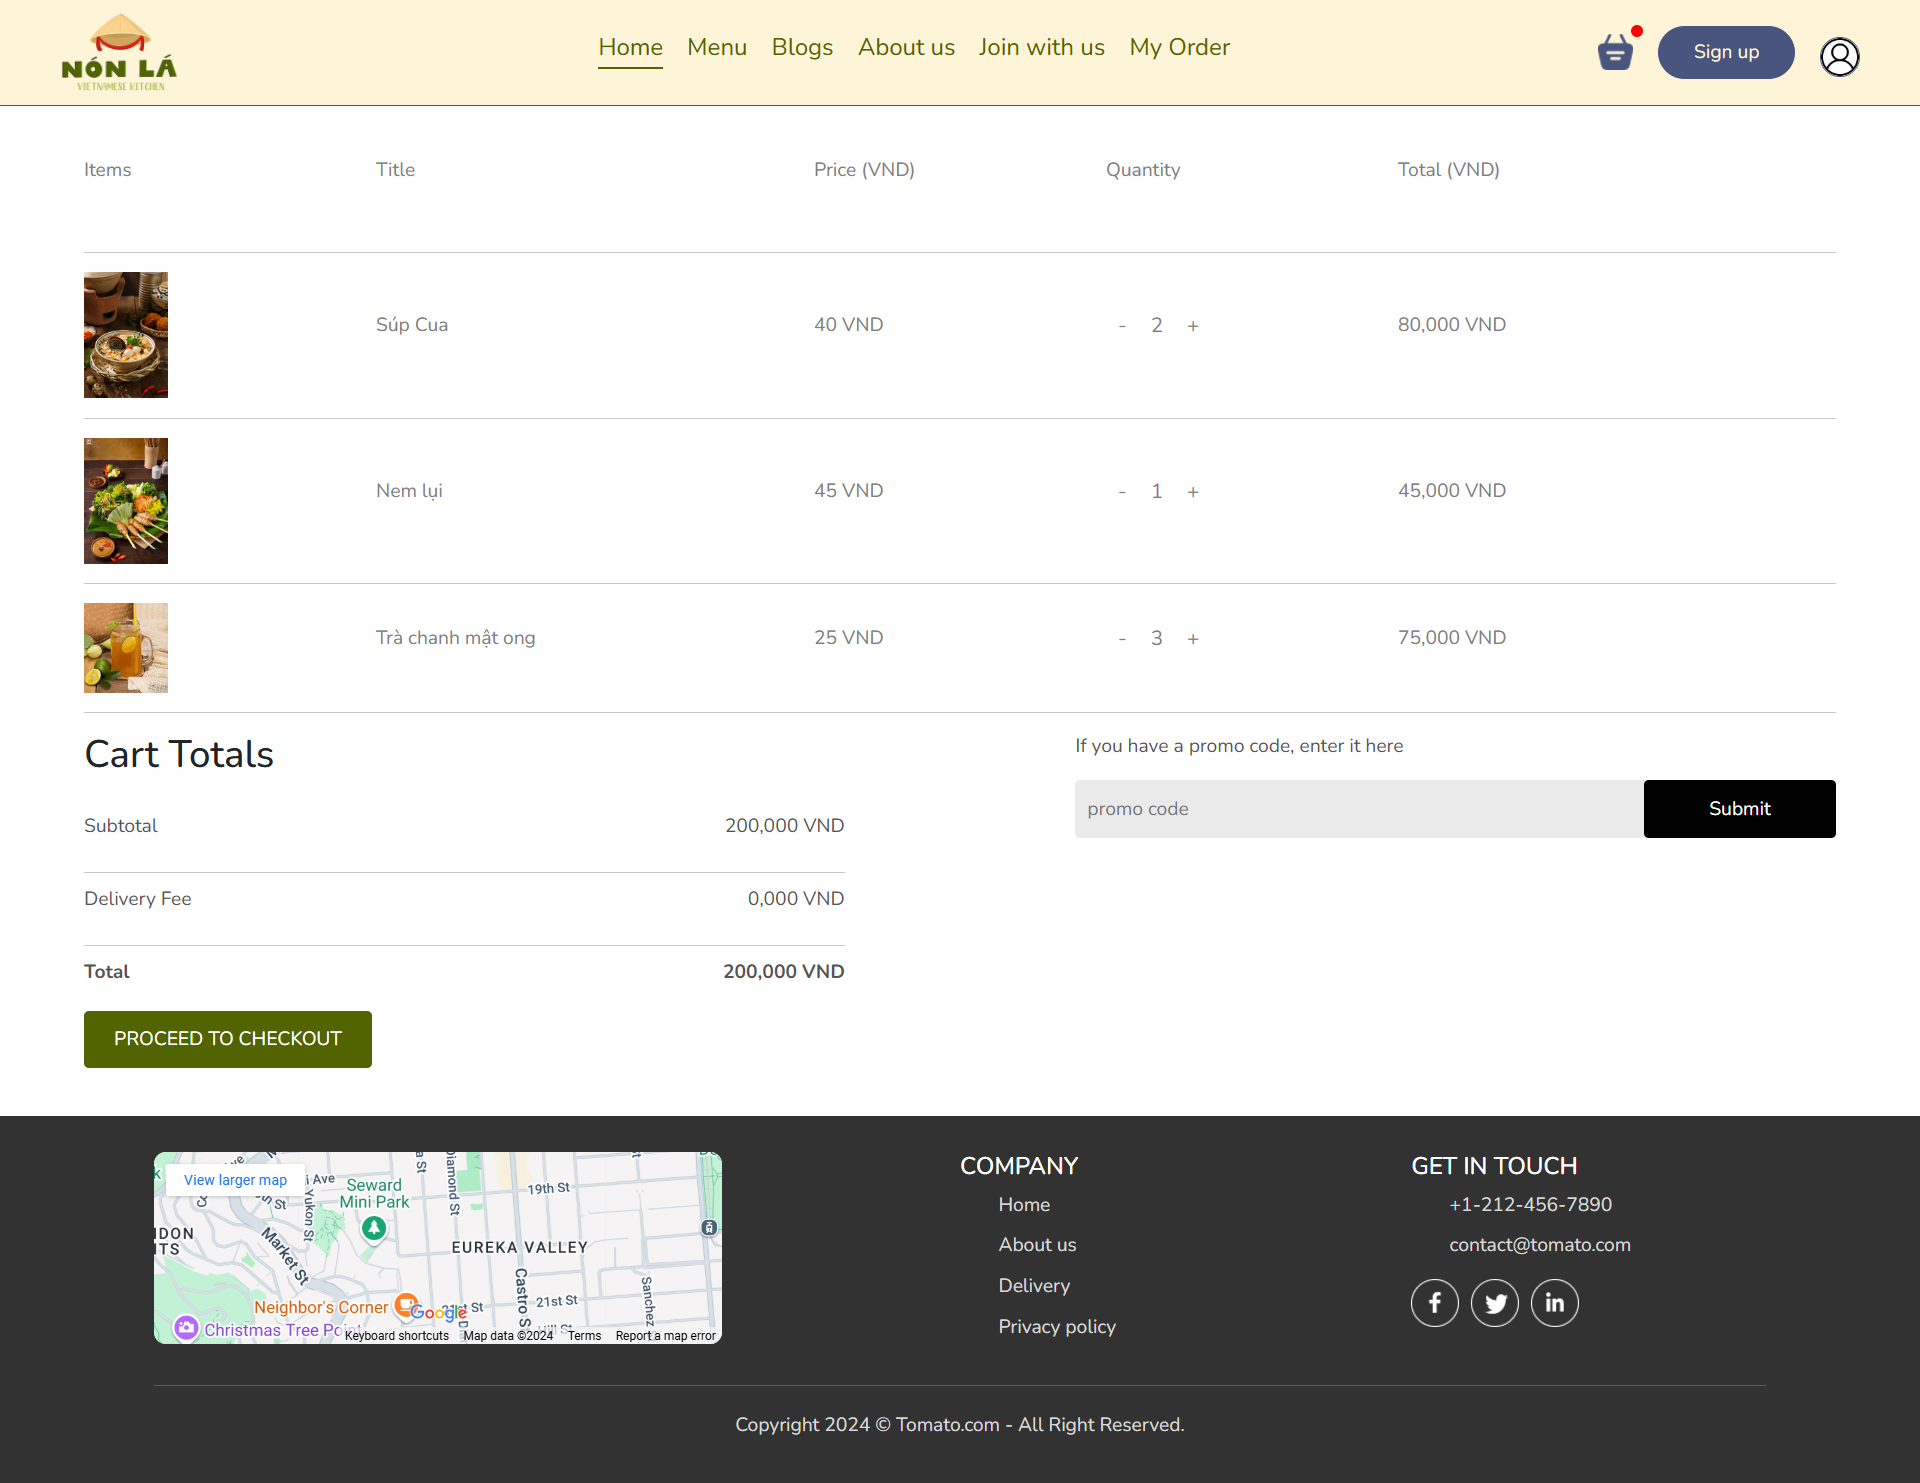 NÓN LÁ
VIETNAMESE KITCHEN
Home Menu Blogs About us Join with us My Order
Sign up
Items Title Price (VND) Quantity Total (VND)
Súp Cua 40 VND - 2 + 80,000 VND
Nem lụi 45 VND - 1 + 45,000 VND
Trà chanh mật ong 25 VND - 3 + 75,000 VND
Cart Totals
Subtotal 200,000 VND
Delivery Fee 0,000 VND
Total 200,000 VND
PROCEED TO CHECKOUT
If you have a promo code, enter it here
promo code Submit
View larger map
Seward
Mini Park
19th St
Diamond St
Yukon St
Market St
EUREKA VALLEY
Castro S
Sanchez
21st St
21st St
Neighbor's Corner
Google
Christmas Tree Point
Keyboard shortcuts Map data ©2024 Terms Report a map error
COMPANY
Home
About us
Delivery
Privacy policy
GET IN TOUCH
+1-212-456-7890
contact@tomato.com
Copyright 2024 © Tomato.com - All Right Reserved.